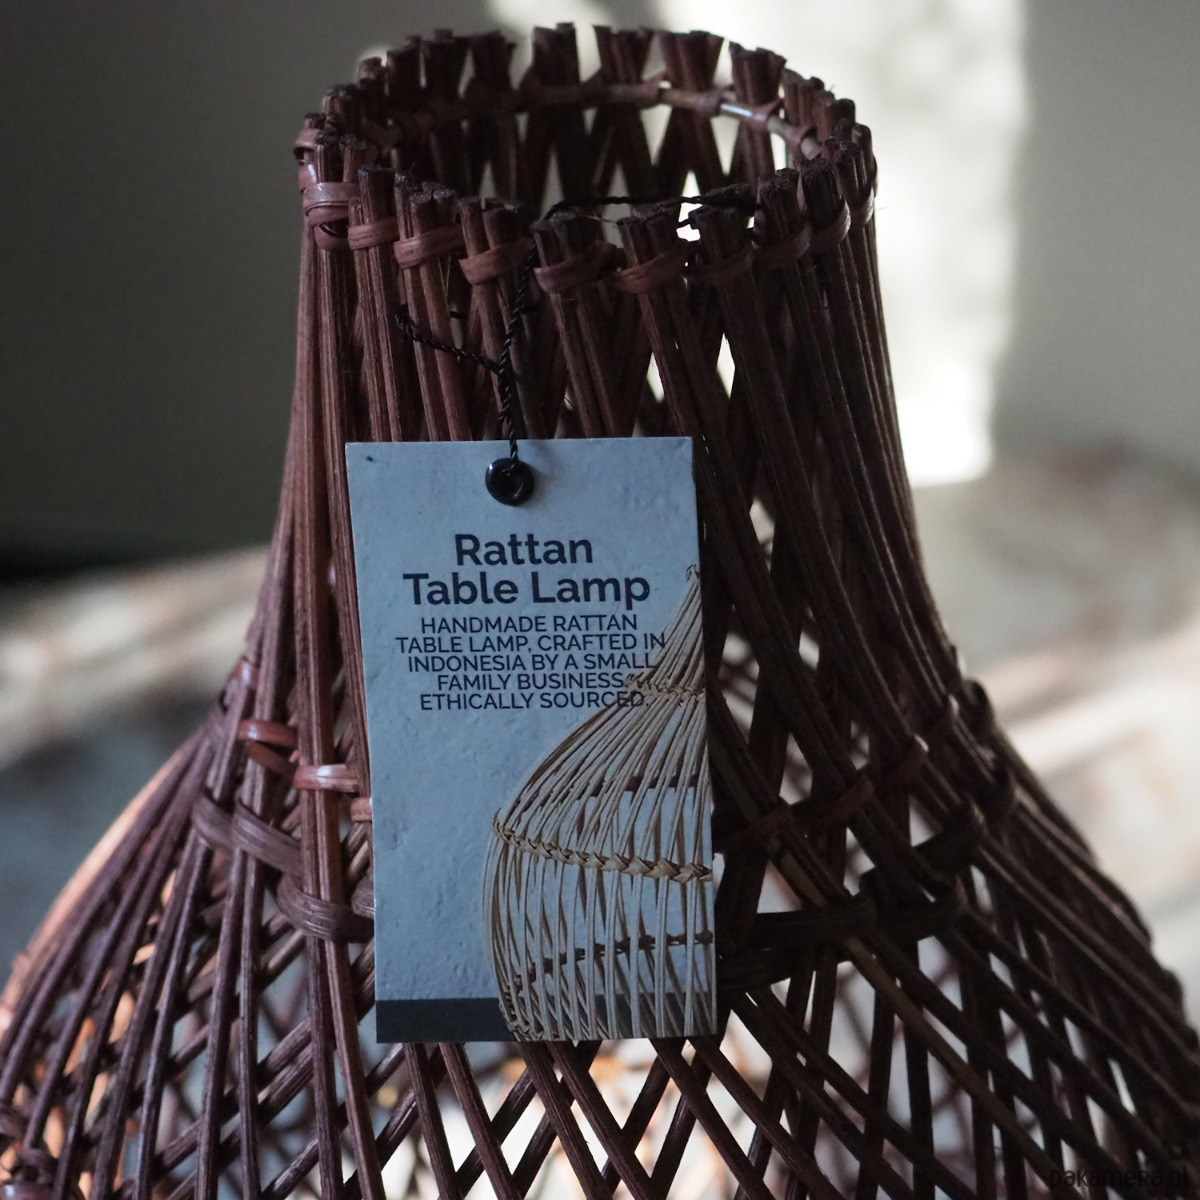 Rattan
Table Lamp
HANDMADE RATTAN
TABLE LAMP, CRAFTED IN
INDONESIA BY A SMALL
FAMILY BUSINESS.
ETHICALLY SOURCED.
pakamera.pl